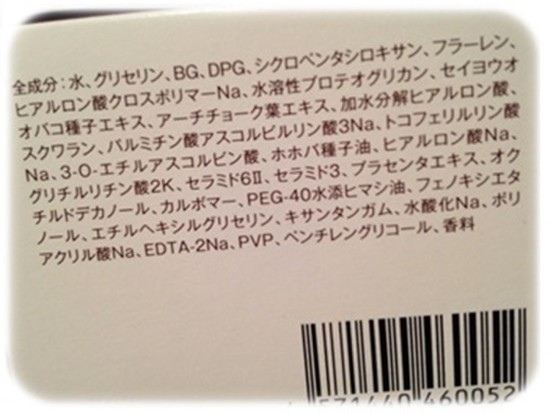 全成分：水、グリセリン、BG、DPG、シクロペンタシロキサン、フラーレン、
ヒアルロン酸クロスポリマーNa、水溶性プロテオグリカン、セイヨウオ
オバコ種子エキス、アーチチョーク葉エキス、加水分解ヒアルロン酸、
スクワラン、パルミチン酸アスコルビルリン酸3Na、トコフェリルリン酸
Na、3-O-エチルアスコルビン酸、ホホバ種子油、ヒアルロン酸Na、
グリチルリチン酸2K、セラミド6II、セラミド3、プラセンタエキス、オク
チルドデカノール、カルボマー、PEG-40水添ヒマシ油、フェノキシエタ
ノール、エチルヘキシルグリセリン、キサンタンガム、水酸化Na、ポリ
アクリル酸Na、EDTA-2Na、PVP、ペンチレングリコール、香料
571440 460052